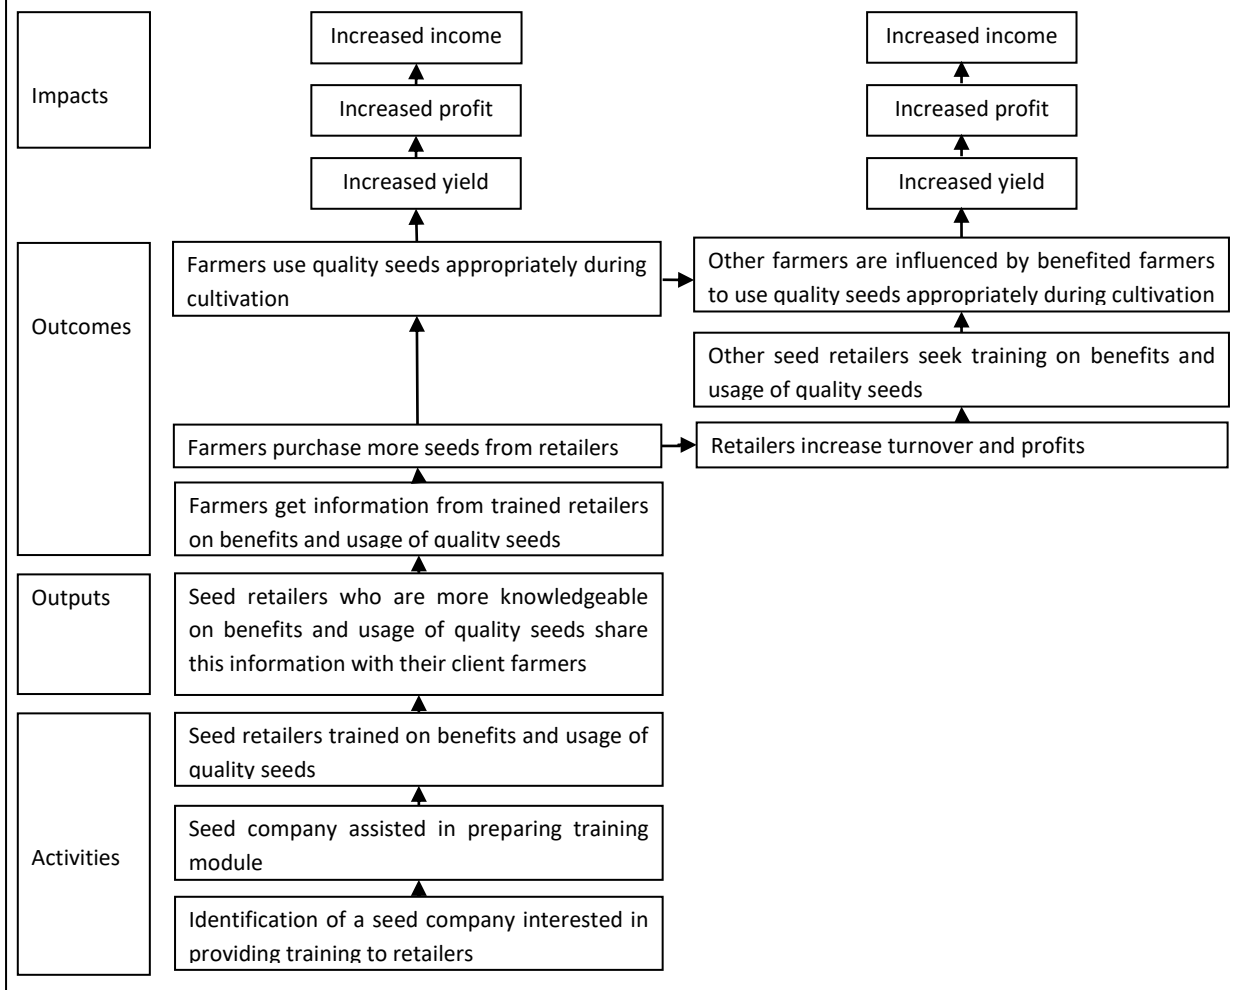 Impacts
Increased income
Increased profit
Increased yield
Increased income
Increased profit
Increased yield
Outcomes
Farmers use quality seeds appropriately during
cultivation
Other farmers are influenced by benefited farmers
to use quality seeds appropriately during cultivation
Other seed retailers seek training on benefits and
usage of quality seeds
Farmers purchase more seeds from retailers
Retailers increase turnover and profits
Farmers get information from trained retailers
on benefits and usage of quality seeds
Outputs
Seed retailers who are more knowledgeable
on benefits and usage of quality seeds share
this information with their client farmers
Activities
Seed retailers trained on benefits and usage of
quality seeds
Seed company assisted in preparing training
module
Identification of a seed company interested in
providing training to retailers